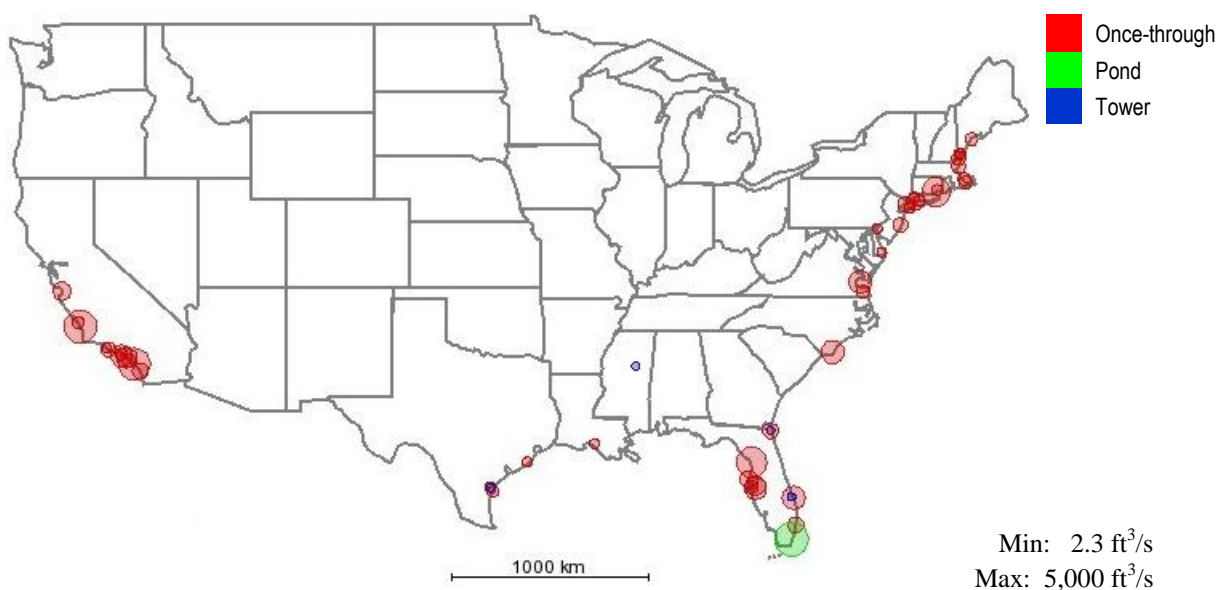 Once-through
Pond
Tower
1000 km
Min: 2.3 ft³/s
Max: 5,000 ft³/s